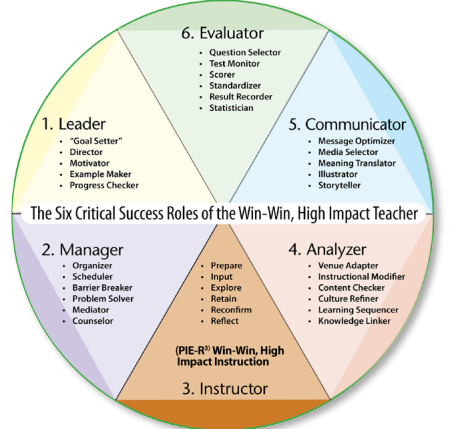 6. Evaluator
• Question Selector
• Test Monitor
• Scorer
• Standardizer
• Result Recorder
• Statistician
1. Leader
• "Goal Setter"
• Director
• Motivator
• Example Maker
• Progress Checker
5. Communicator
• Message Optimizer
• Media Selector
• Meaning Translator
• Illustrator
• Storyteller
The Six Critical Success Roles of the Win-Win, High Impact Teacher
2. Manager
• Organizer
• Scheduler
• Barrier Breaker
• Problem Solver
• Mediator
• Counselor
• Prepare
• Input
• Explore
• Retain
• Reconfirm
• Reflect
(PIE-R³) Win-Win, High
Impact Instruction
3. Instructor
4. Analyzer
• Venue Adapter
• Instructional Modifier
• Content Checker
• Culture Refiner
• Learning Sequencer
• Knowledge Linker